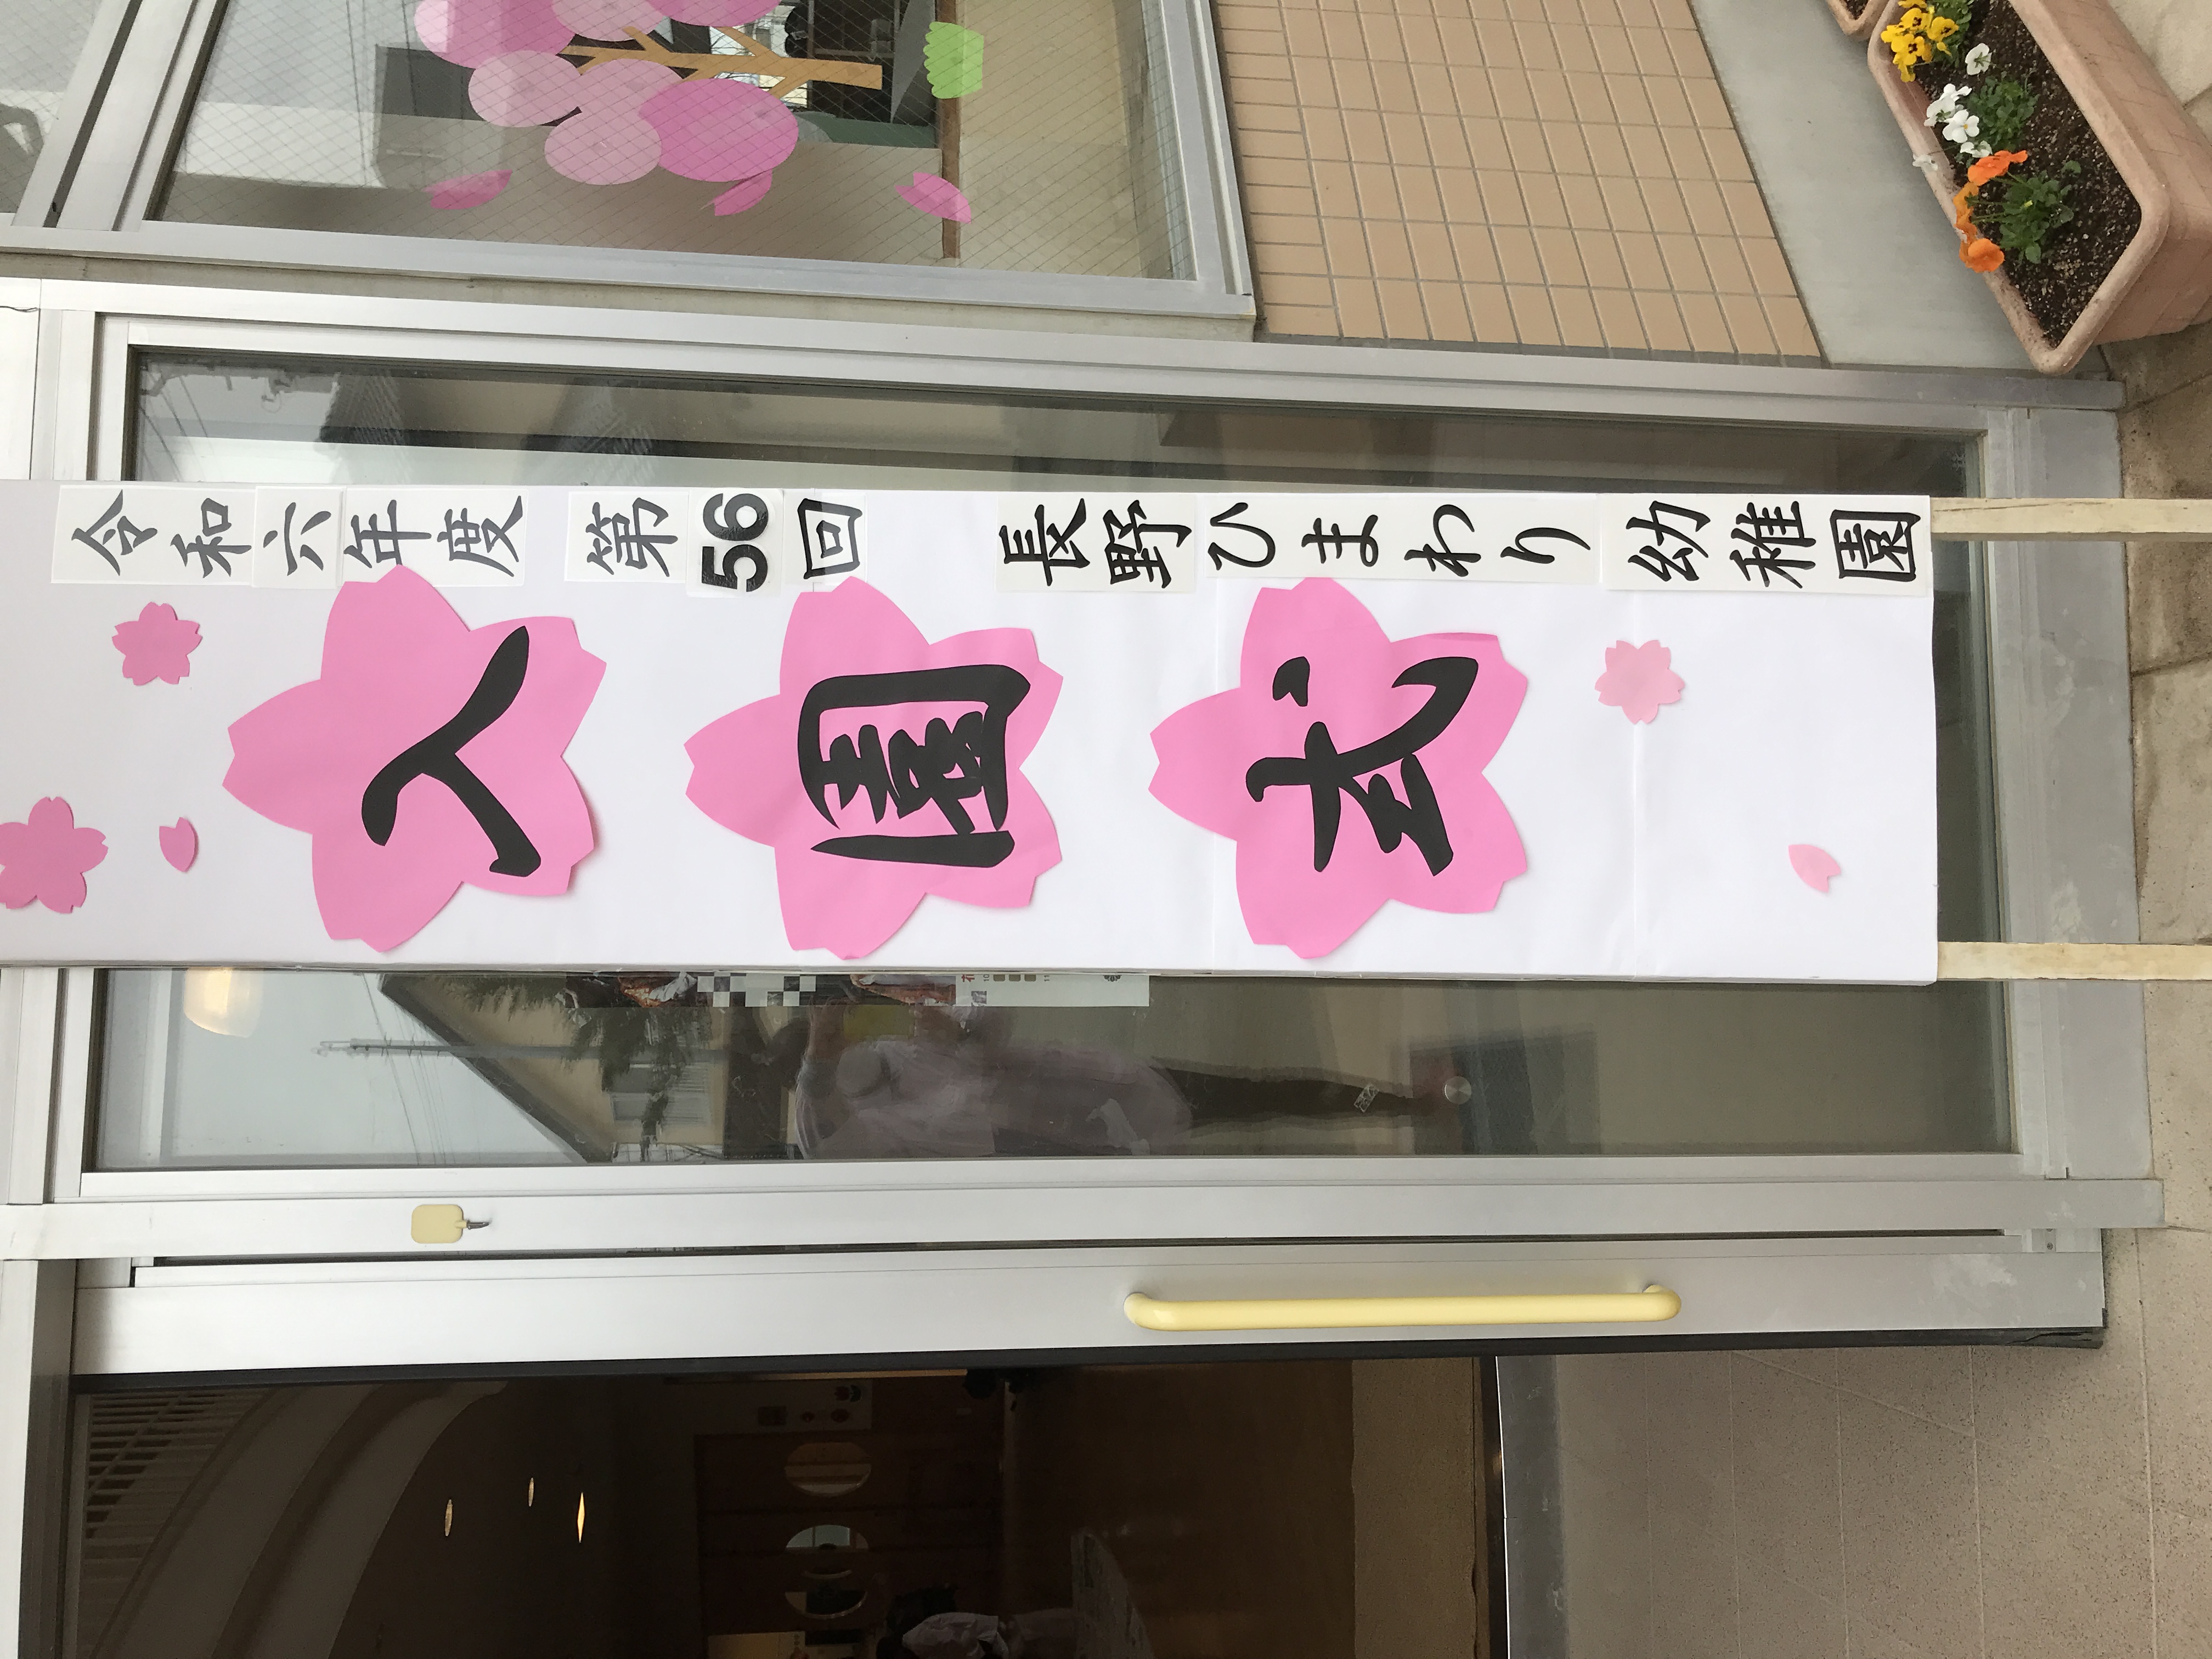 令和六年度 第56回 長野ひまわり幼稚園
入園式